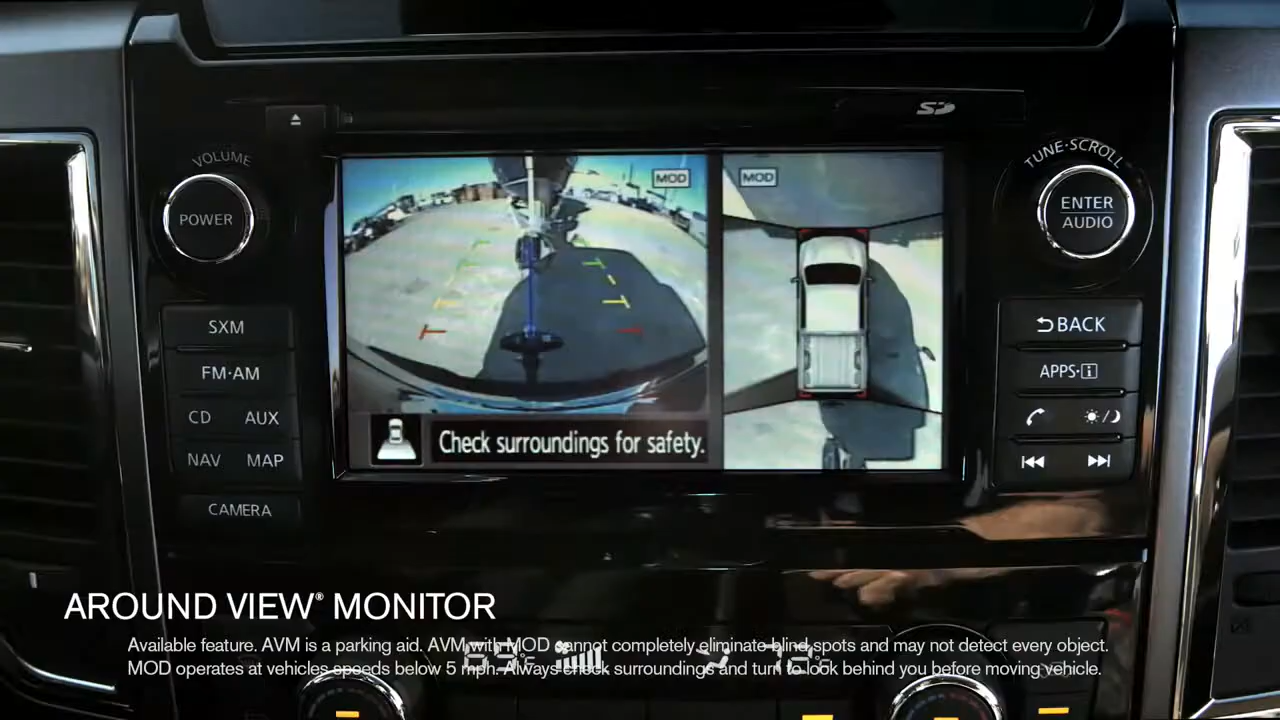 SD
VOLUME
POWER
TUNE·SCROLL
ENTER
AUDIO
MOD
MOD
SXM
FM·AM
CD AUX
NAV MAP
CAMERA
BACK
APPS·i
Check surroundings for safety.
AROUND VIEW® MONITOR
Available feature. AVM is a parking aid. AVM with MOD cannot completely eliminate blind spots and may not detect every object.
MOD operates at vehicles speeds below 5 mph. Always check surroundings and turn to look behind you before moving vehicle.